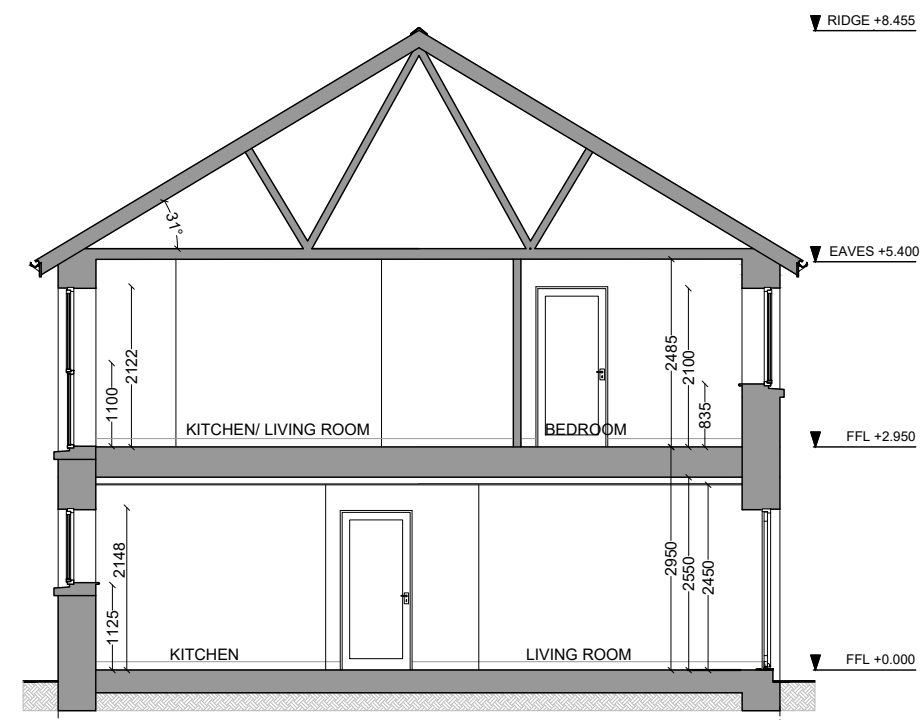 RIDGE +8.455
31°
EAVES +5.400
2122
1100
2485
2100
835
KITCHEN/ LIVING ROOM
BEDROOM
FFL +2.950
2148
1125
2950
2550
2450
KITCHEN
LIVING ROOM
FFL +0.000